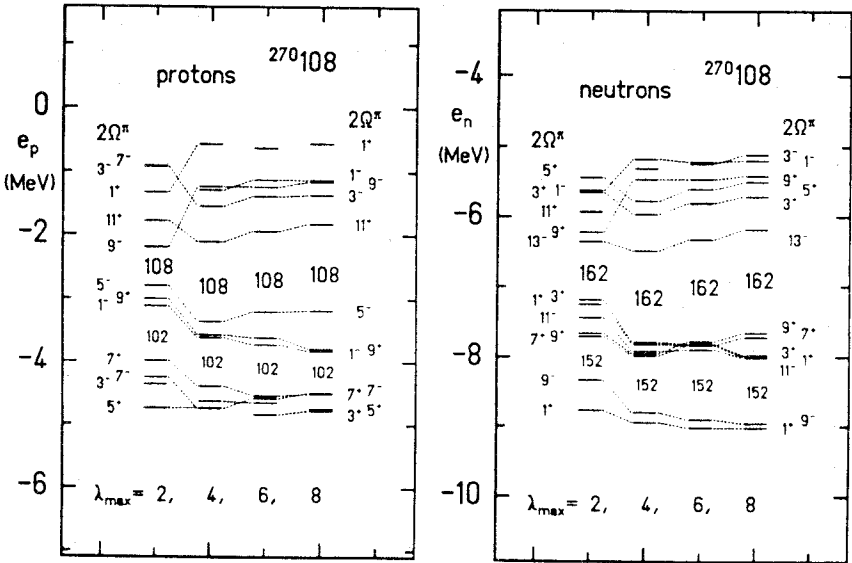 protons
²⁷⁰108
0
e_p
(MeV)
-2
-4
-6
2Ω^π
3⁻ 7⁻
1⁺
11⁺
9⁻
5⁻
1⁻ 9⁺
7⁺
3⁻ 7⁻
5⁺
108 108 108 108
102 102 102 102
2Ω^π
1⁺
1⁻ 9⁻
3⁻
11⁺
5⁻
1⁻ 9⁺
7⁺ 7⁻
3⁺ 5⁺
λ_max = 2, 4, 6, 8
neutrons
²⁷⁰108
-4
e_n
(MeV)
-6
-8
-10
2Ω^π
5⁺
3⁺ 1⁻
11⁺
13⁻ 9⁺
1⁺ 3⁺
11⁻
7⁺ 9⁺
9⁻
1⁺
162 162 162 162
152 152 152 152
2Ω^π
3⁻ 1⁻
9⁺
5⁺
3⁺
13⁻
9⁺ 7⁺
3⁺ 1⁺
11⁻
9⁻
1⁺
λ_max = 2, 4, 6, 8